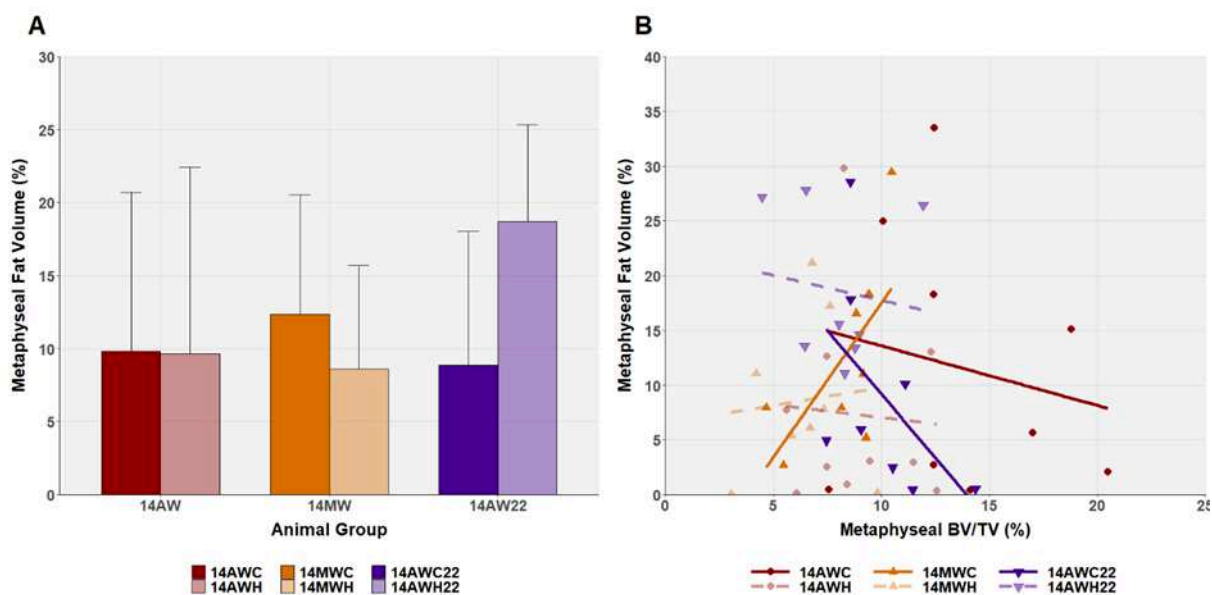 A
30
25
20
15
10
5
0
Metaphyseal Fat Volume (%)
14AW
14MW
14AW22
Animal Group
14AWC
14MWC
14AWC22
14AWH
14MWH
14AWH22
B
40
35
30
25
20
15
10
5
0
Metaphyseal Fat Volume (%)
0
5
10
15
20
25
Metaphyseal BV/TV (%)
14AWC
14MWC
14AWC22
14AWH
14MWH
14AWH22